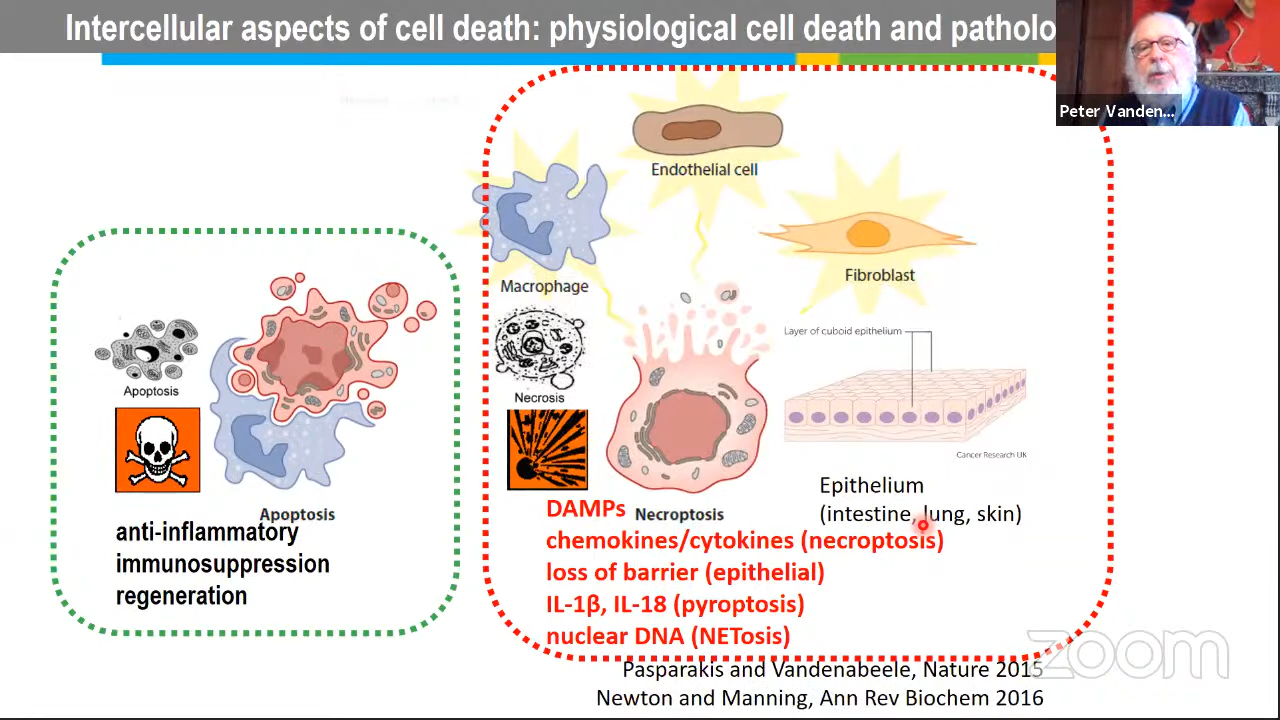 Intercellular aspects of cell death: physiological cell death and patholo
Peter Vanden...
Endothelial cell
Macrophage
Fibroblast
Layer of cuboid epithelium
Apoptosis
Necrosis
Cancer Research UK
Epithelium
(intestine, lung, skin)
Apoptosis
anti-inflammatory
immunosuppression
regeneration
Necroptosis
DAMPs
chemokines/cytokines (necroptosis)
loss of barrier (epithelial)
IL-1β, IL-18 (pyroptosis)
nuclear DNA (NETosis)
zoom
Pasparakis and Vandenabeele, Nature 2015
Newton and Manning, Ann Rev Biochem 2016